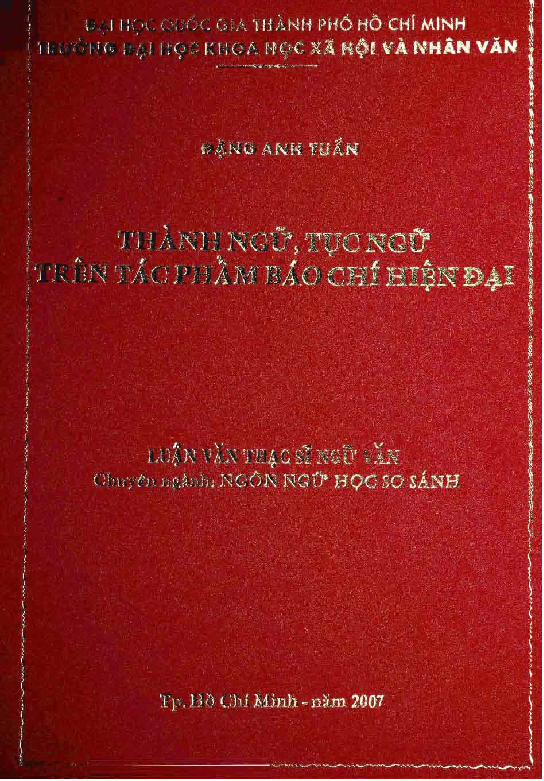 ĐẠI HỌC QUỐC GIA THÀNH PHỐ HỒ CHÍ MINH
TRƯỜNG ĐẠI HỌC KHOA HỌC XÃ HỘI VÀ NHÂN VĂN
ĐẶNG ANH TUẤN
THÀNH NGỮ, TỤC NGỮ
TRÊN TÁC PHẨM BÁO CHÍ HIỆN ĐẠI
LUẬN VĂN THẠC SĨ NGỮ VĂN
Chuyên ngành: NGÔN NGỮ HỌC SO SÁNH
Tp. Hồ Chí Minh - năm 2007